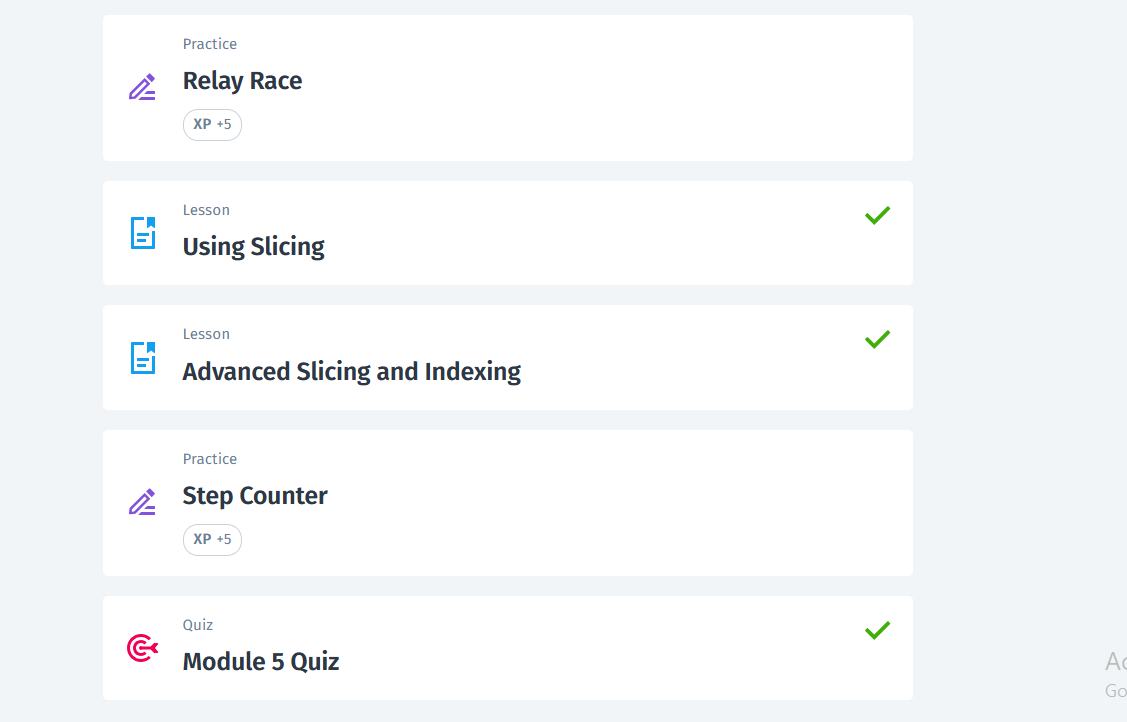 Practice
Relay Race
XP +5
Lesson
Using Slicing
Lesson
Advanced Slicing and Indexing
Practice
Step Counter
XP +5
Quiz
Module 5 Quiz
Ac
Go